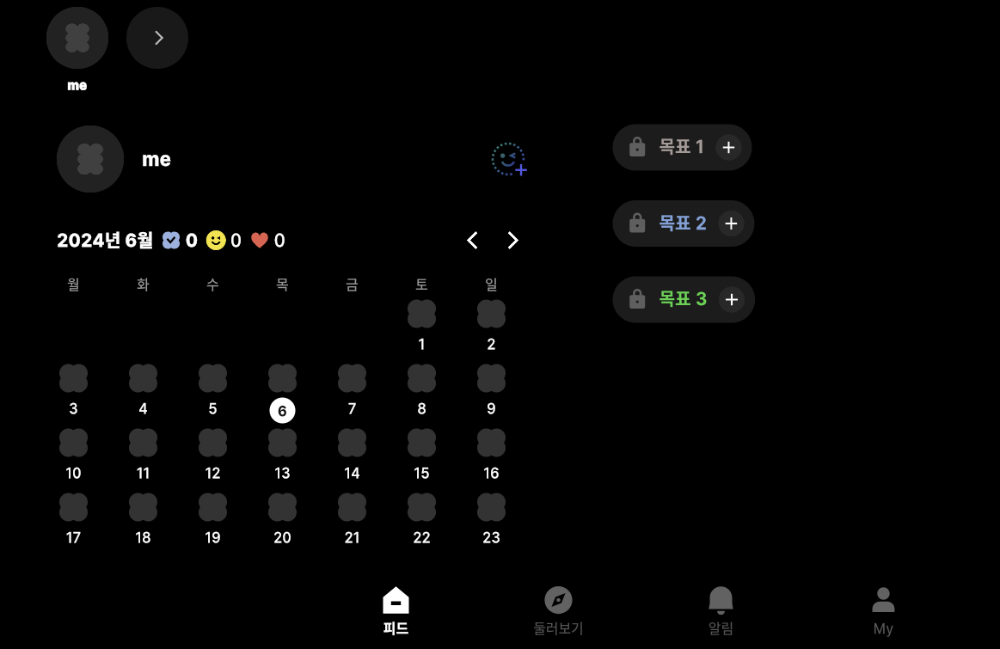 me
me
목표 1
목표 2
목표 3
2024년 6월 0 0 0
월 화 수 목 금 토 일
1 2
3 4 5 6 7 8 9
10 11 12 13 14 15 16
17 18 19 20 21 22 23
피드 둘러보기 알림 My